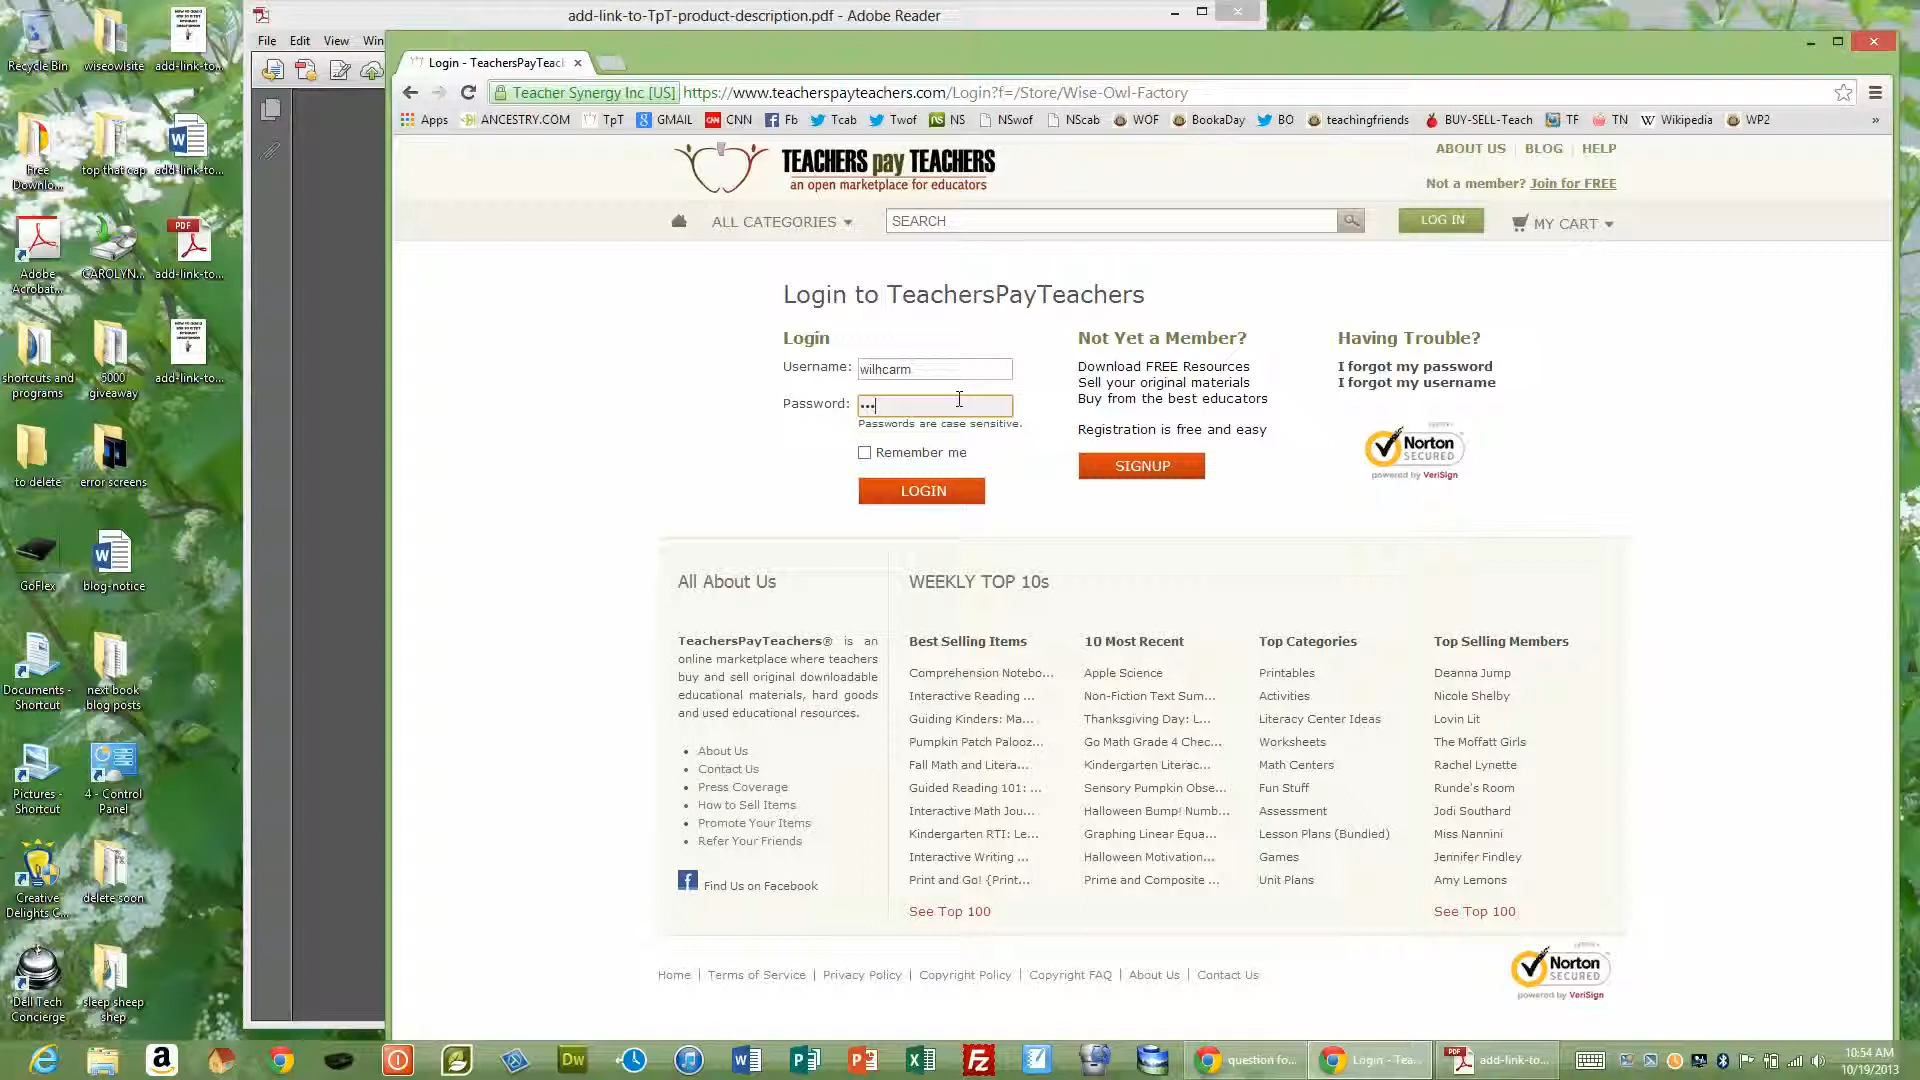 add-link-to-TpT-product-description.pdf - Adobe Reader
File Edit View Win
Login - TeachersPayTeach
Teacher Synergy Inc [US] https://www.teacherspayteachers.com/Login?f=/Store/Wise-Owl-Factory
Apps ANCESTRY.COM TpT GMAIL CNN Fb Tcab Twof NS NSwof NScab WOF BookaDay BO teachingfriends BUY-SELL-Teach TF TN Wikipedia WP2 »
TEACHERS pay TEACHERS
an open marketplace for educators
ABOUT US | BLOG | HELP
Not a member? Join for FREE
ALL CATEGORIES SEARCH LOG IN MY CART
Login to TeachersPayTeachers
Login
Username: wilhcarm
Password: •••
Passwords are case sensitive.
Remember me
LOGIN
Not Yet a Member?
Download FREE Resources
Sell your original materials
Buy from the best educators
Registration is free and easy
SIGNUP
Having Trouble?
I forgot my password
I forgot my username
Norton
SECURED
powered by VeriSign
All About Us
TeachersPayTeachers® is an
online marketplace where teachers
buy and sell original downloadable
educational materials, hard goods
and used educational resources.
• About Us
• Contact Us
• Press Coverage
• How to Sell Items
• Promote Your Items
• Refer Your Friends
Find Us on Facebook
WEEKLY TOP 10s
Best Selling Items
Comprehension Notebo...
Interactive Reading ...
Guiding Kinders: Ma...
Pumpkin Patch Palooz...
Fall Math and Litera...
Guided Reading 101: ...
Interactive Math Jou...
Kindergarten RTI: Le...
Interactive Writing ...
Print and Go! {Print...
See Top 100
10 Most Recent
Apple Science
Non-Fiction Text Sum...
Thanksgiving Day: L...
Go Math Grade 4 Chec...
Kindergarten Literac...
Sensory Pumpkin Obse...
Halloween Bump! Numb...
Graphing Linear Equa...
Halloween Motivation...
Prime and Composite ...
Top Categories
Printables
Activities
Literacy Center Ideas
Worksheets
Math Centers
Fun Stuff
Assessment
Lesson Plans (Bundled)
Games
Unit Plans
Top Selling Members
Deanna Jump
Nicole Shelby
Lovin Lit
The Moffatt Girls
Rachel Lynette
Runde's Room
Jodi Southard
Miss Nannini
Jennifer Findley
Amy Lemons
See Top 100
Home | Terms of Service | Privacy Policy | Copyright Policy | Copyright FAQ | About Us | Contact Us
Norton
SECURED
powered by VeriSign
Recycle Bin
wiseowlsite
add-link-to...
Free
Downlo...
top that cap
add-link-to...
Adobe
Acrobat...
CAROLYN...
PDF
add-link-to...
shortcuts and
programs
5000
giveaway
add-link-to...
to delete
error screens
GoFlex
blog-notice
Documents -
Shortcut
next book
blog posts
Pictures -
Shortcut
4 - Control
Panel
Creative
Delights C...
delete soon
Dell Tech
Concierge
sleep sheep
shep
Dw
question fo...
Login - Tea...
PDF
add-link-to...
10:54 AM
10/19/2013